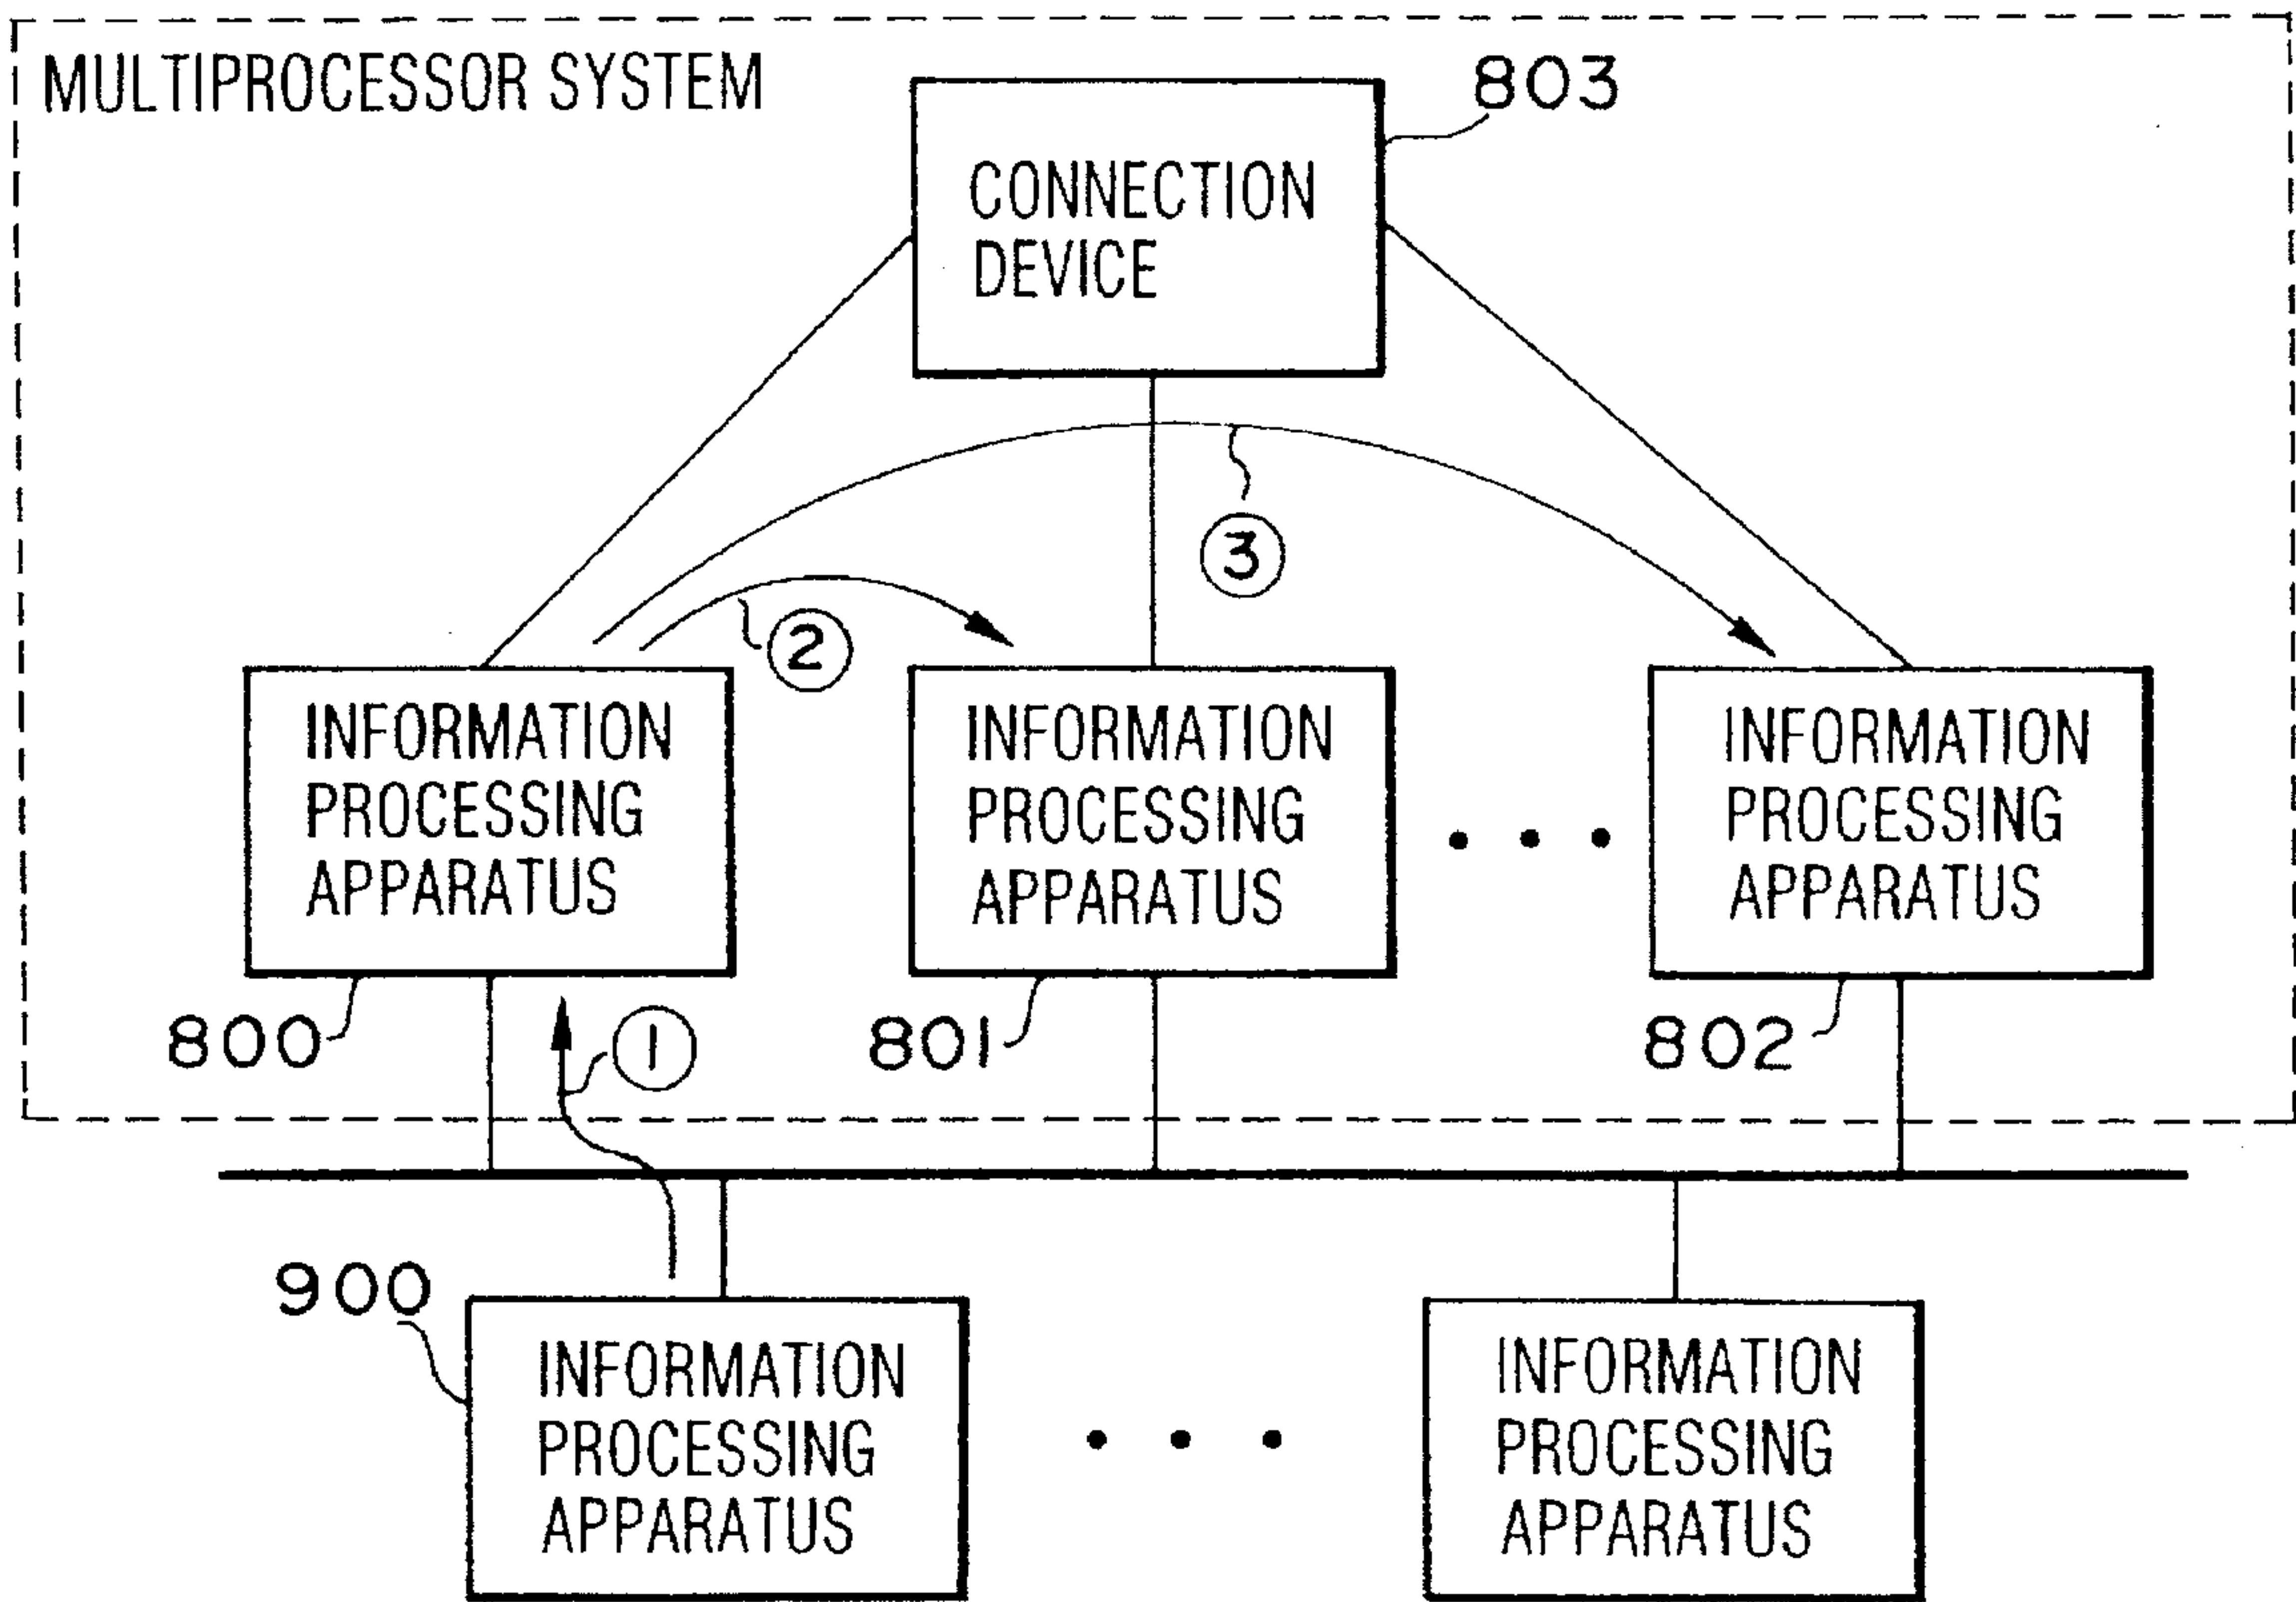 MULTIPROCESSOR SYSTEM
803
CONNECTION
DEVICE
3
2
INFORMATION
PROCESSING
APPARATUS
INFORMATION
PROCESSING
APPARATUS
INFORMATION
PROCESSING
APPARATUS
800
1
801
802
900
INFORMATION
PROCESSING
APPARATUS
INFORMATION
PROCESSING
APPARATUS